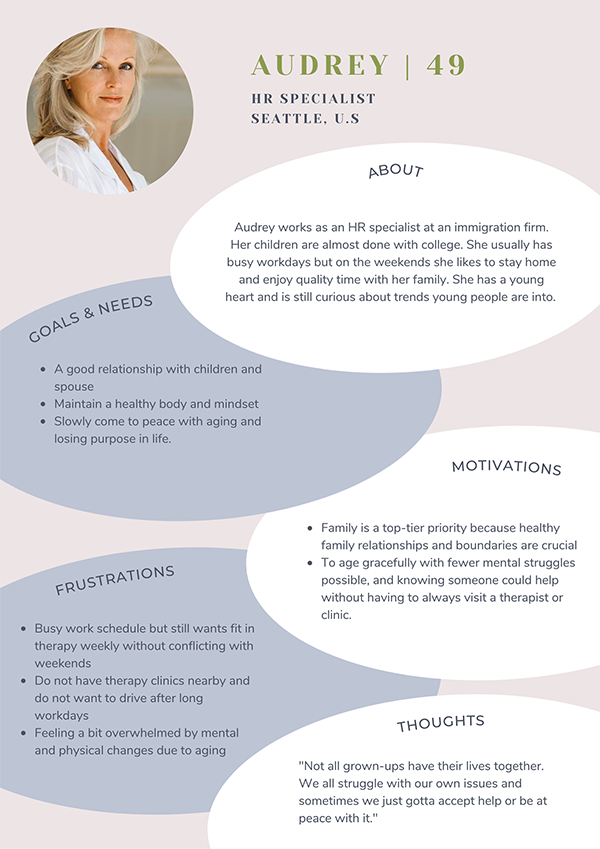 AUDREY | 49
HR SPECIALIST
SEATTLE, U.S
ABOUT
Audrey works as an HR specialist at an immigration firm.
Her children are almost done with college. She usually has
busy workdays but on the weekends she likes to stay home
and enjoy quality time with her family. She has a young
heart and is still curious about trends young people are into.
GOALS & NEEDS
• A good relationship with children and
spouse
• Maintain a healthy body and mindset
• Slowly come to peace with aging and
losing purpose in life.
MOTIVATIONS
• Family is a top-tier priority because healthy
family relationships and boundaries are crucial
• To age gracefully with fewer mental struggles
possible, and knowing someone could help
without having to always visit a therapist or
clinic.
FRUSTRATIONS
• Busy work schedule but still wants fit in
therapy weekly without conflicting with
weekends
• Do not have therapy clinics nearby and
do not want to drive after long
workdays
• Feeling a bit overwhelmed by mental
and physical changes due to aging
THOUGHTS
"Not all grown-ups have their lives together.
We all struggle with our own issues and
sometimes we just gotta accept help or be at
peace with it."